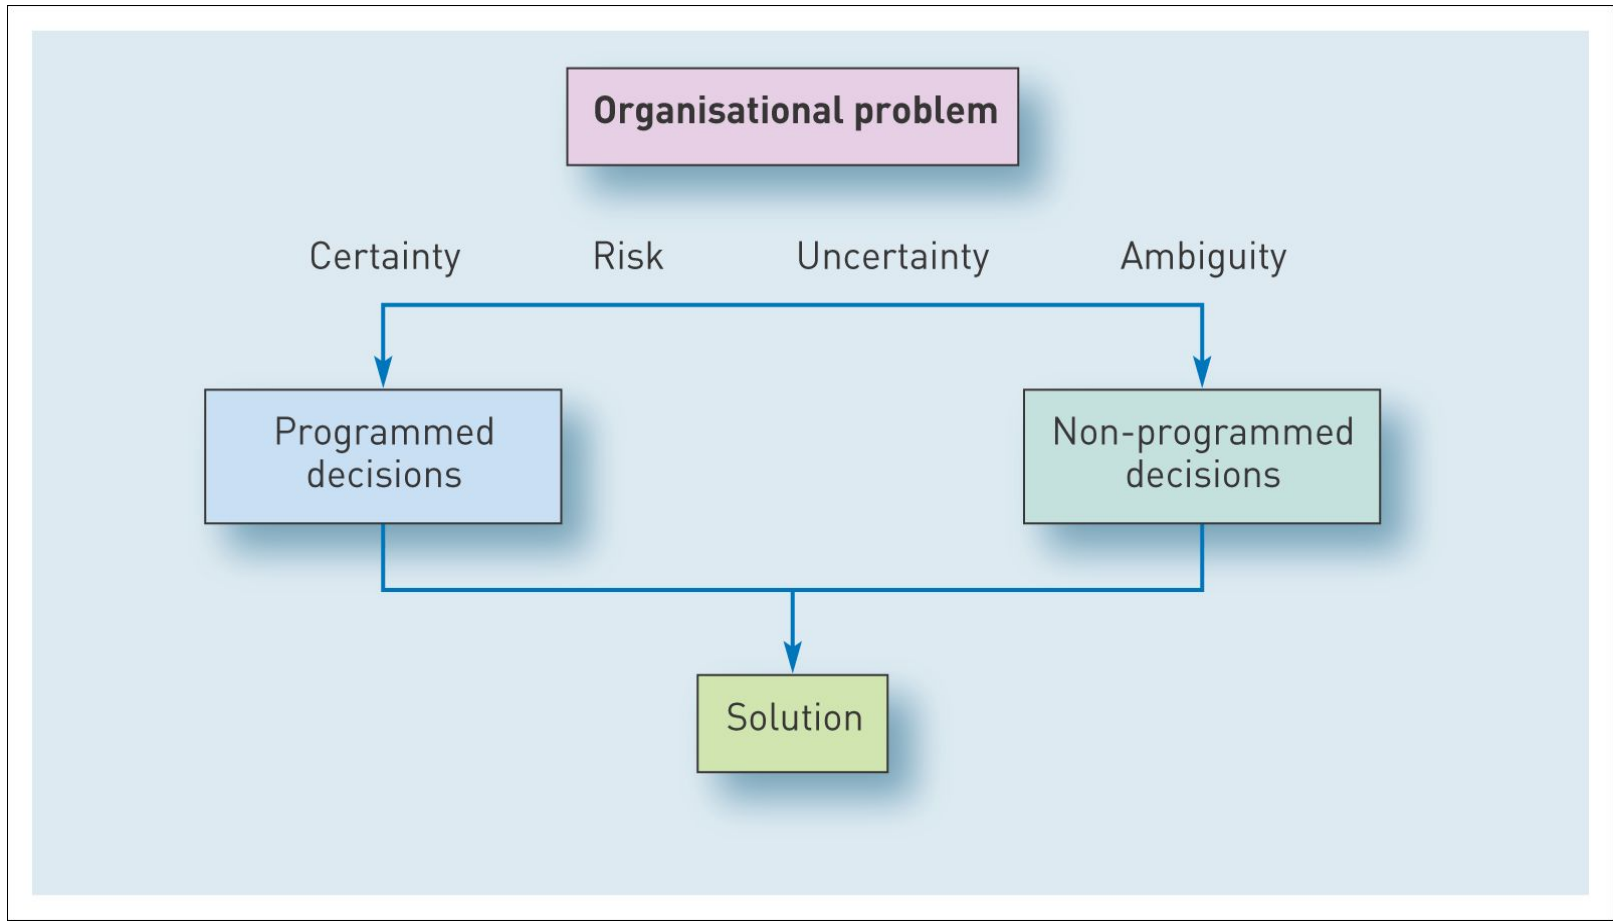 Organisational problem
Certainty Risk Uncertainty Ambiguity
Programmed
decisions
Non-programmed
decisions
Solution